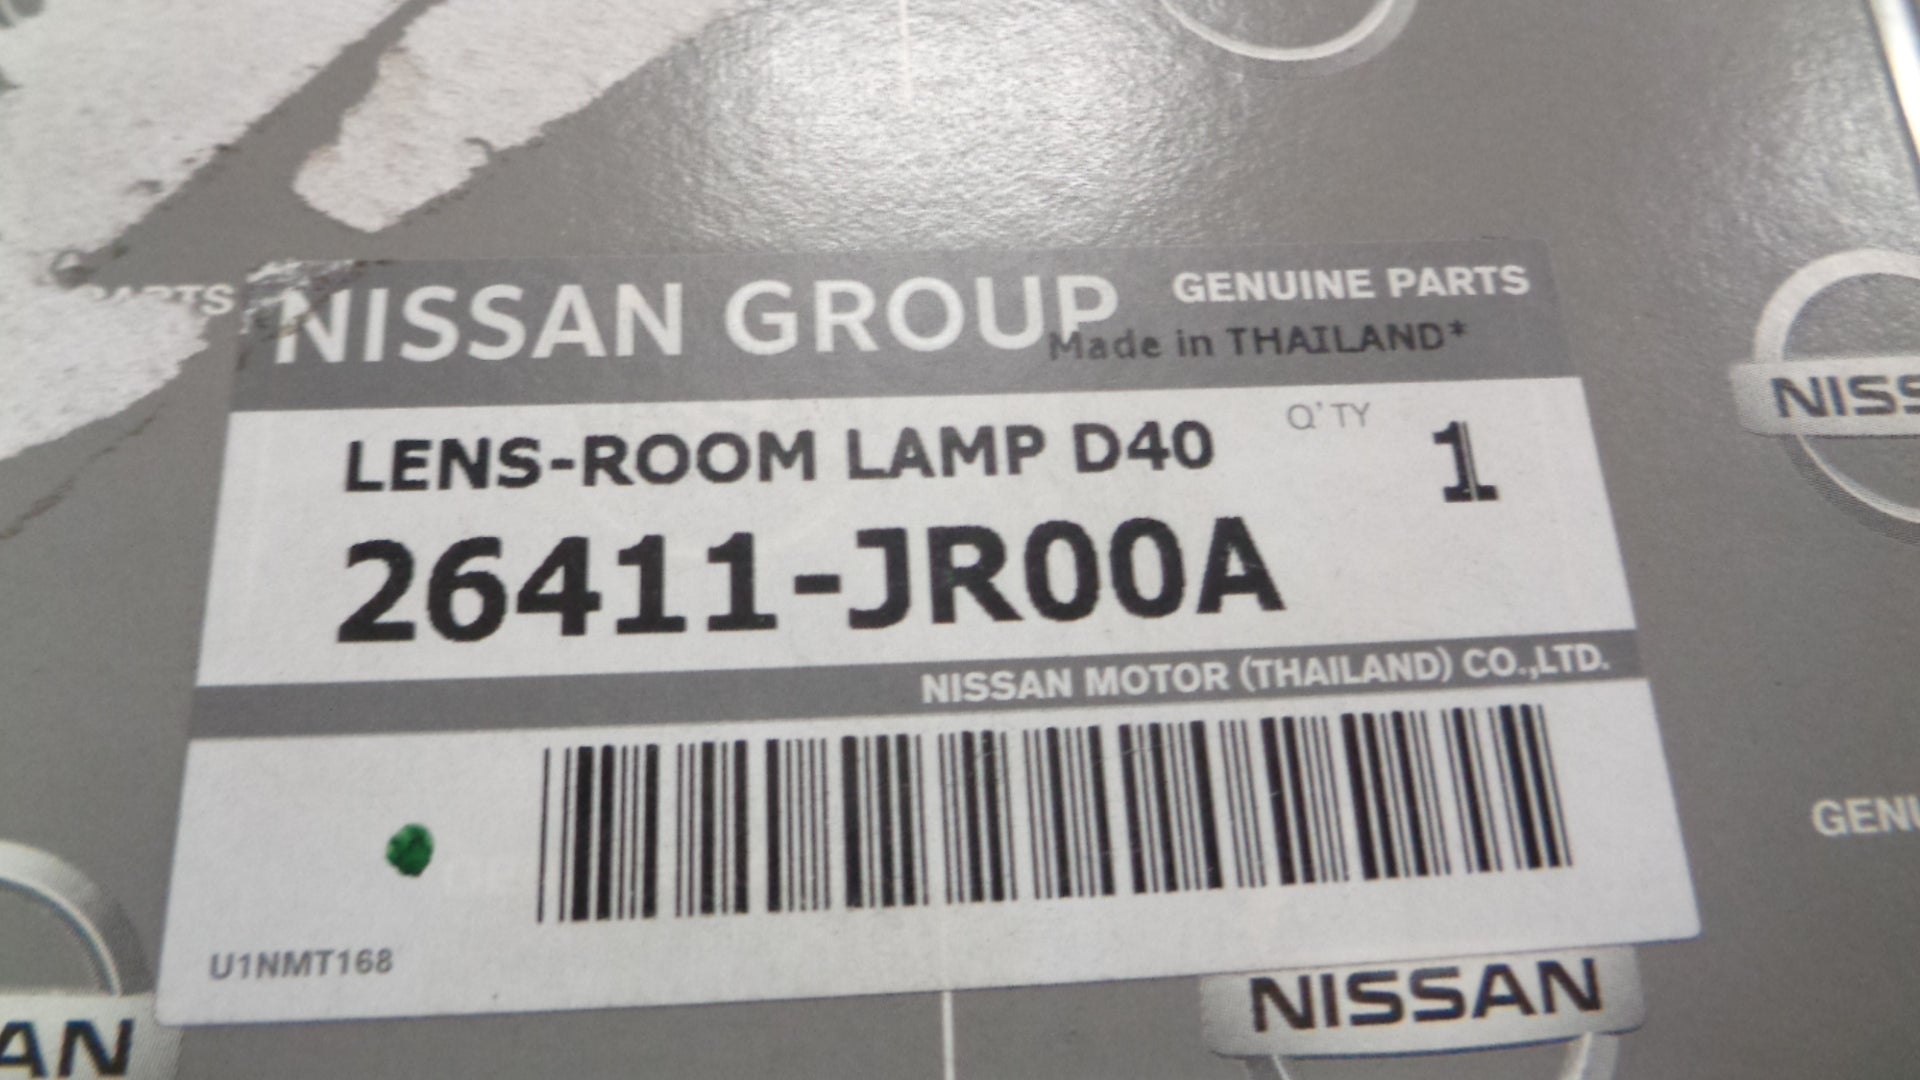 PARTS
NISSAN GROUP
GENUINE PARTS
Made in THAILAND*
LENS-ROOM LAMP D40
Q'TY
1
26411-JR00A
NISSAN MOTOR (THAILAND) CO.,LTD.
U1NMT168
NISS
GENU
NISSAN
AN